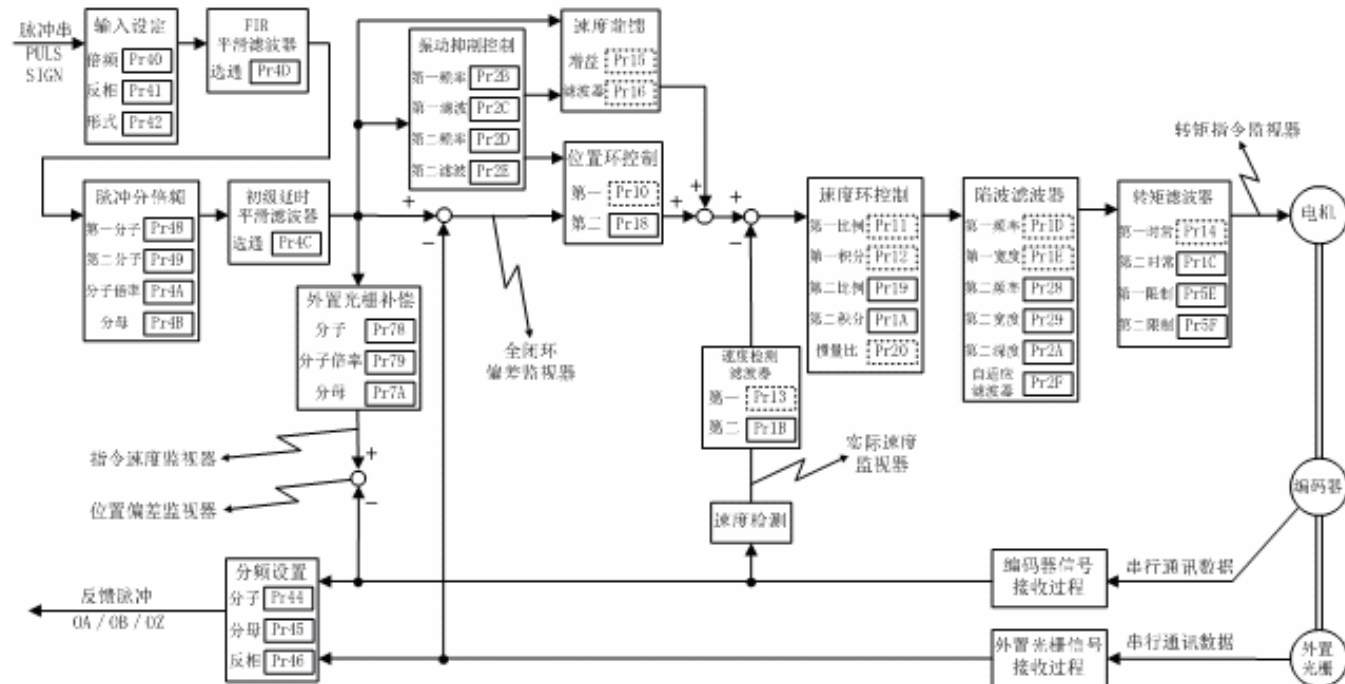 脉冲串
PULS
SIGN
输入设定
倍频 Pr40
反相 Pr41
形式 Pr42
FIR
平滑滤波器
选通 Pr4D
振动抑制控制
第一频率 Pr2B
第一滤波 Pr2C
第二频率 Pr2D
第二滤波 Pr2E
速度前馈
增益 Pr15
滤波器 Pr16
位置环控制
第一 Pr10
第二 Pr18
脉冲分倍频
第一分子 Pr48
第二分子 Pr49
分子倍率 Pr4A
分母 Pr4B
初级延时
平滑滤波器
选通 Pr4C
+
−
+
+
+
−
速度环控制
第一比例 Pr11
第一积分 Pr12
第二比例 Pr19
第二积分 Pr1A
惯量比 Pr20
陷波滤波器
第一频率 Pr1D
第一宽度 Pr1E
第二频率 Pr28
第二宽度 Pr29
第二深度 Pr2A
自适应
滤波器 Pr2F
转矩指令监视器
转矩滤波器
第一时常 Pr14
第二时常 Pr1C
第一限制 Pr5E
第二限制 Pr5F
电机
外置光栅补偿
分子 Pr78
分子倍率 Pr79
分母 Pr7A
全闭环
偏差监视器
速度检测
滤波器
第一 Pr13
第二 Pr1B
实际速度
监视器
指令速度监视器
+
−
位置偏差监视器
速度检测
编码器
分频设置
分子 Pr44
分母 Pr45
反相 Pr46
反馈脉冲
OA / OB / OZ
编码器信号
接收过程
串行通讯数据
外置光栅信号
接收过程
串行通讯数据
外置
光栅